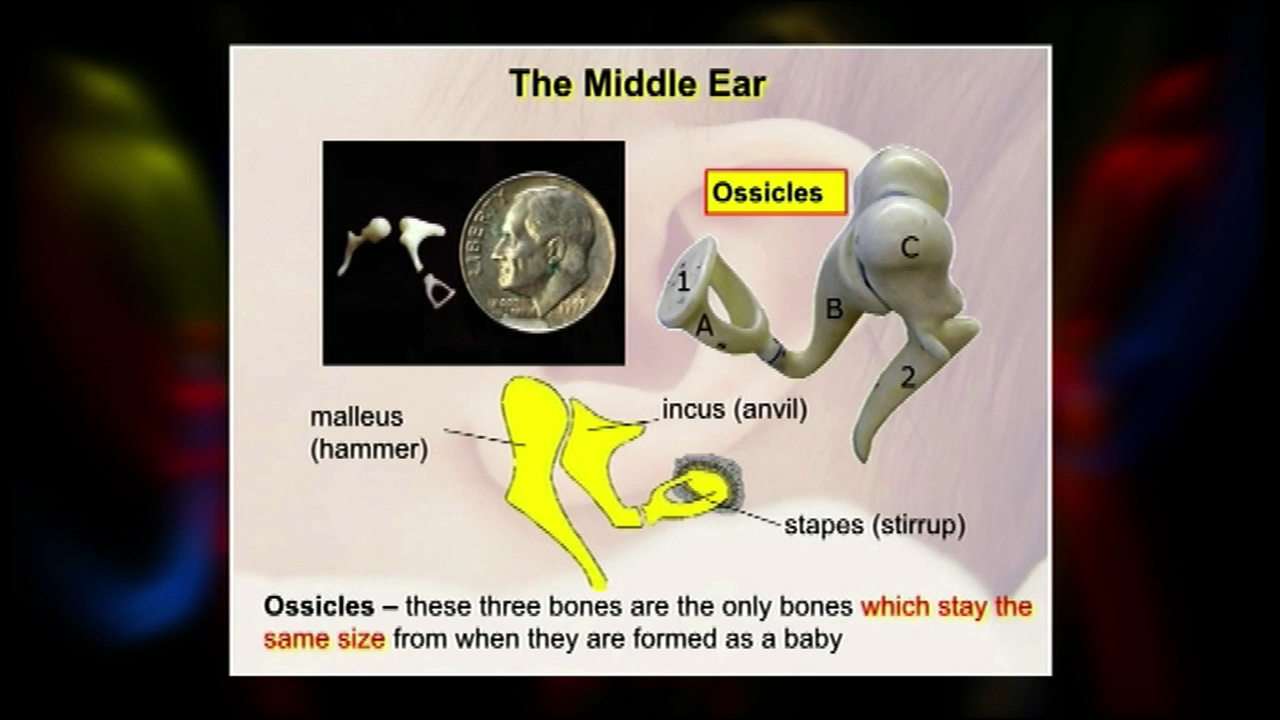 The Middle Ear
Ossicles
LIBERTY
1
A
B
C
2
malleus
(hammer)
incus (anvil)
stapes (stirrup)
Ossicles – these three bones are the only bones which stay the
same size from when they are formed as a baby